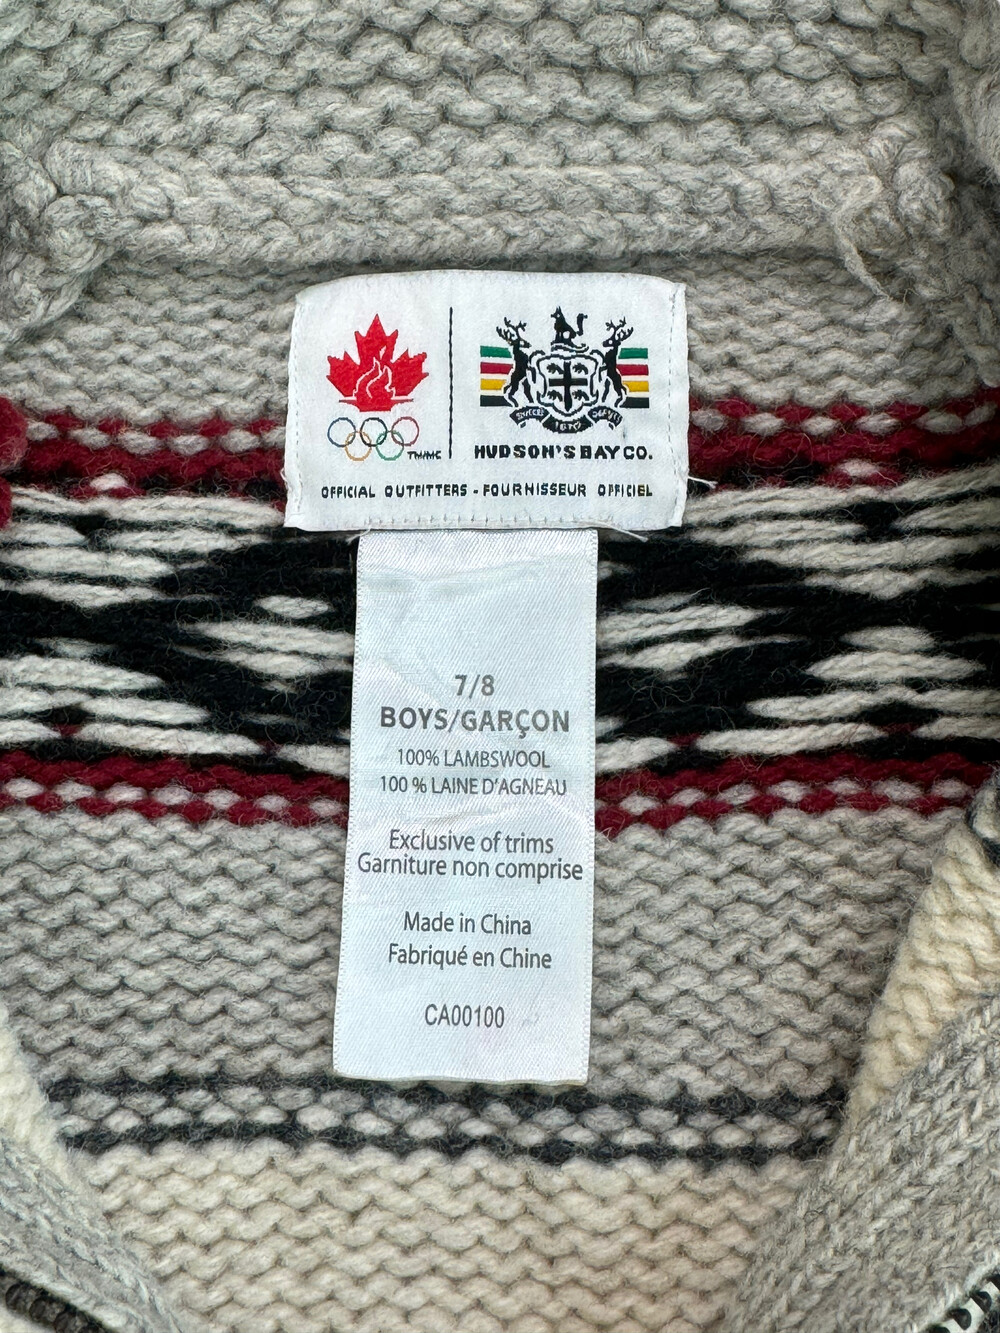 TM/MC
HUDSON'S BAY CO.
OFFICIAL OUTFITTERS - FOURNISSEUR OFFICIEL
7/8
BOYS/GARÇON
100% LAMBSWOOL
100 % LAINE D'AGNEAU
Exclusive of trims
Garniture non comprise
Made in China
Fabriqué en Chine
CA00100